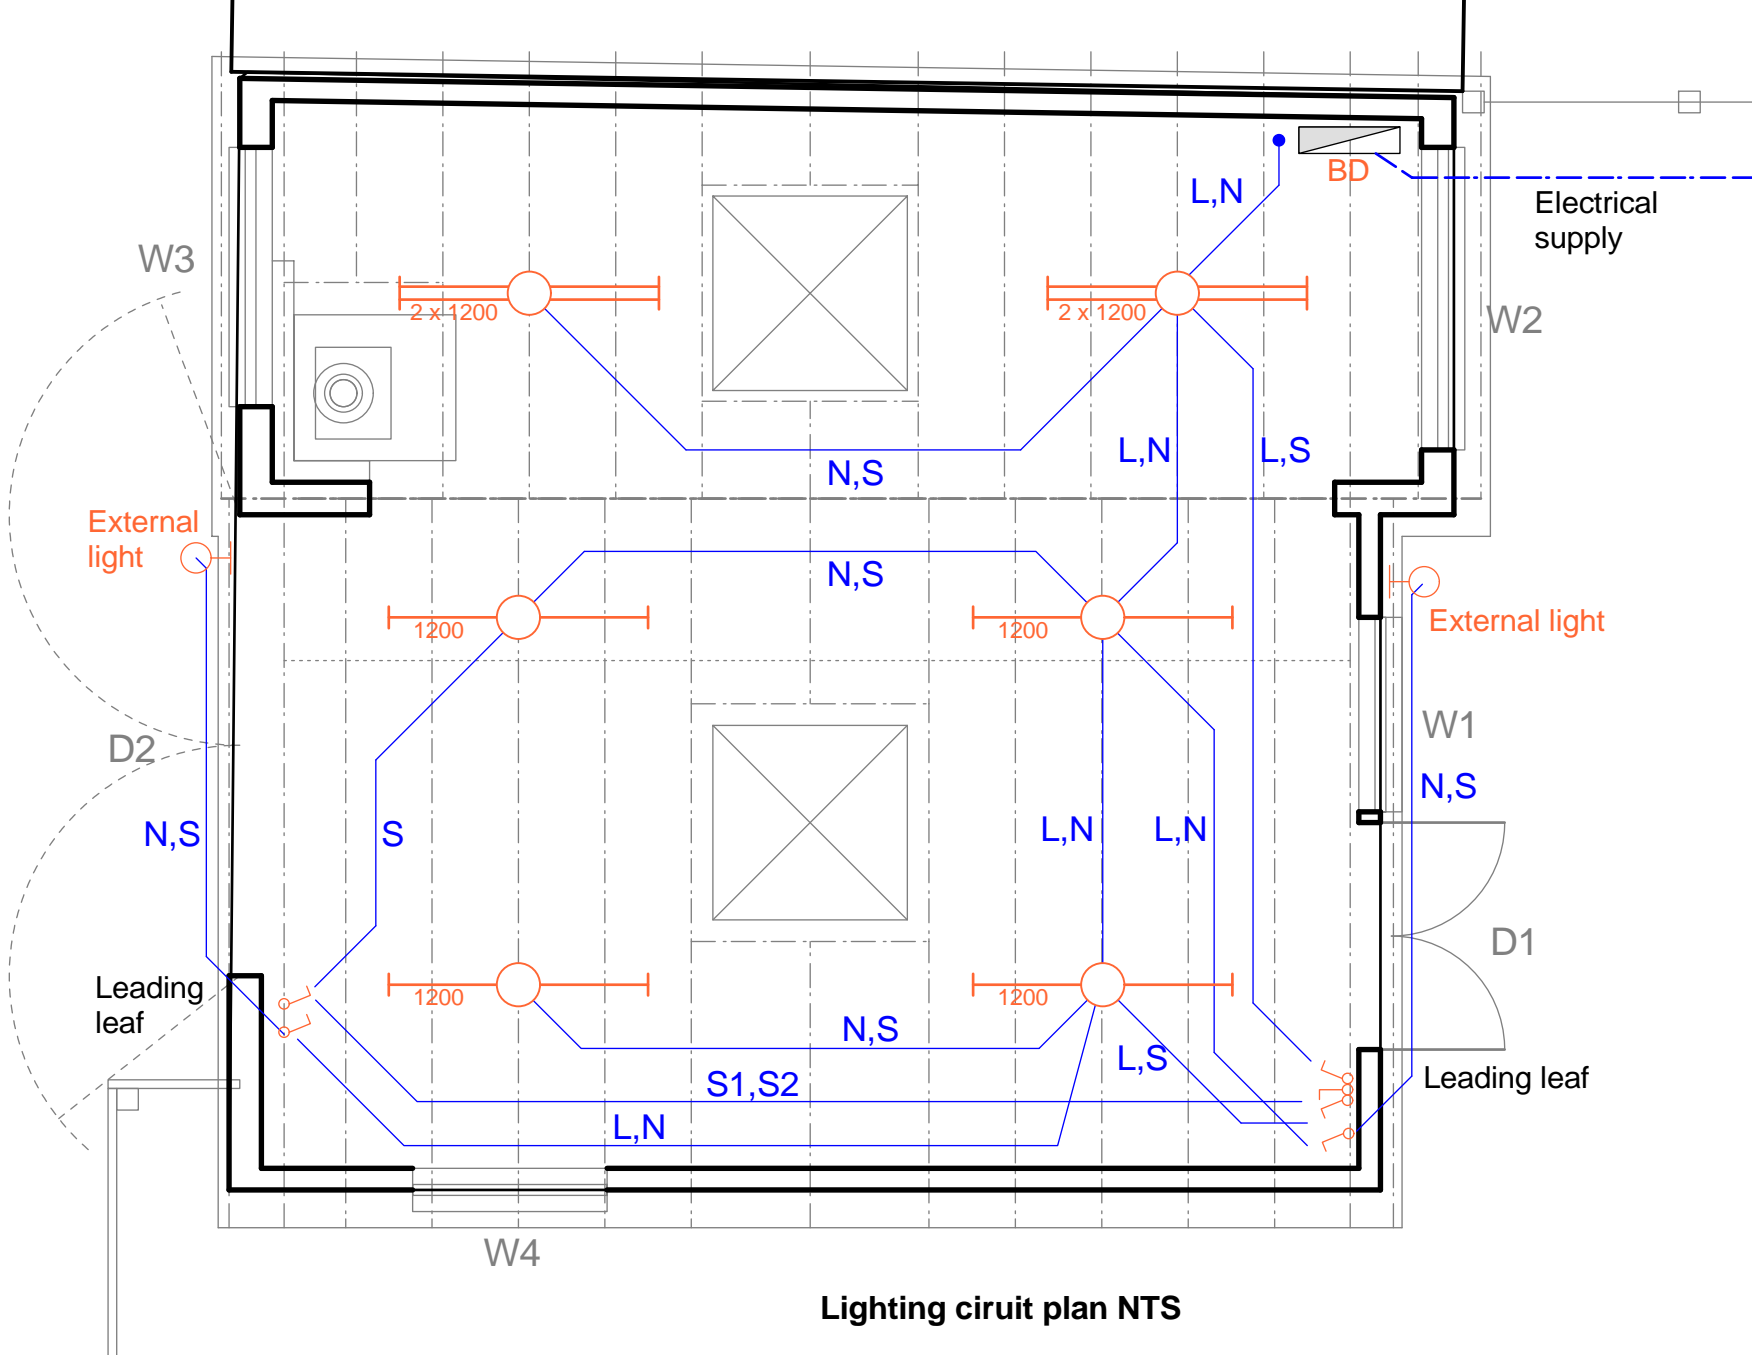 BD
L,N
Electrical
supply
W3
2 x 1200
2 x 1200
W2
L,N
L,S
N,S
External
light
N,S
1200
1200
External light
W1
D2
N,S
N,S
S
L,N
L,N
D1
Leading
leaf
1200
1200
N,S
L,S
S1,S2
Leading leaf
L,N
W4
Lighting ciruit plan NTS